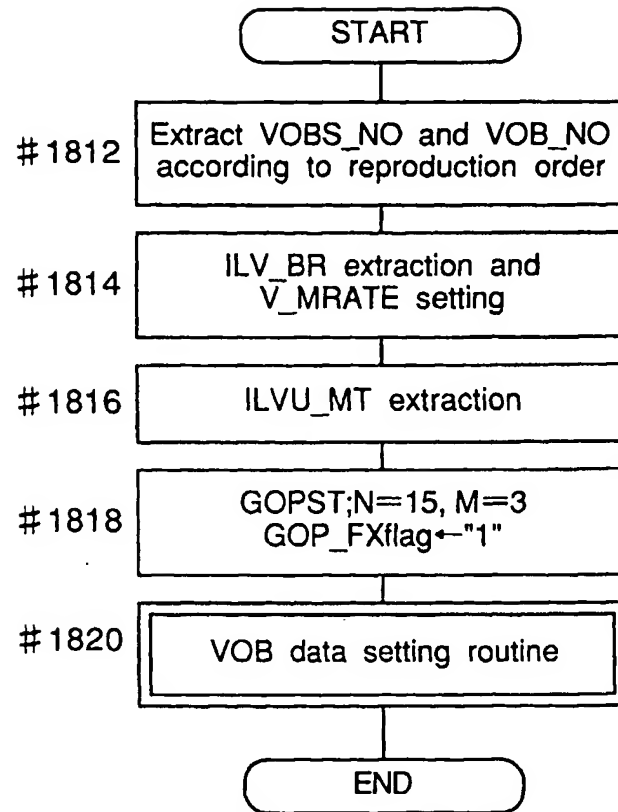 START
#1812
Extract VOBS_NO and VOB_NO
according to reproduction order
#1814
ILV_BR extraction and
V_MRATE setting
#1816
ILVU_MT extraction
#1818
GOPST;N=15, M=3
GOP_FXflag←"1"
#1820
VOB data setting routine
END